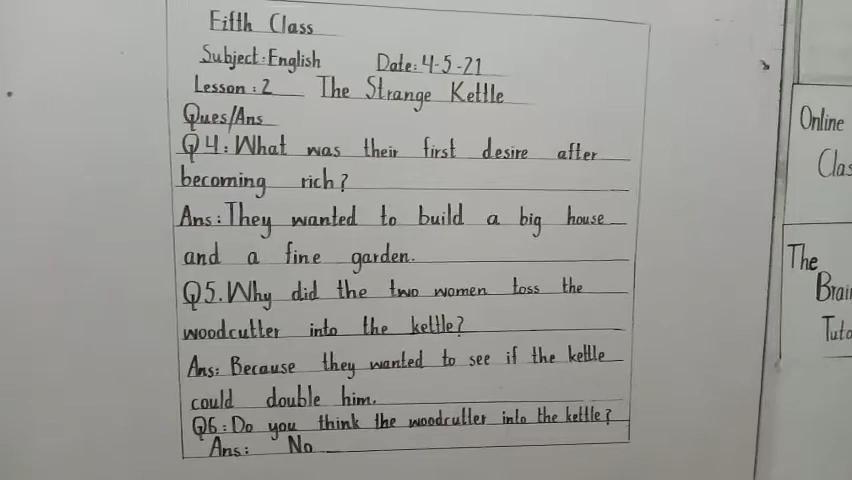 Fifth Class
Subject: English Date: 4-5-21
Lesson: 2 The Strange Kettle
Ques/Ans
Q4: What was their first desire after
becoming rich?
Ans: They wanted to build a big house
and a fine garden.
Q5. Why did the two women toss the
woodcutter into the kettle?
Ans: Because they wanted to see if the kettle
could double him.
Q6: Do you think the woodcutter into the kettle?
Ans: No
Online
Clas
The
Brain
Tuto